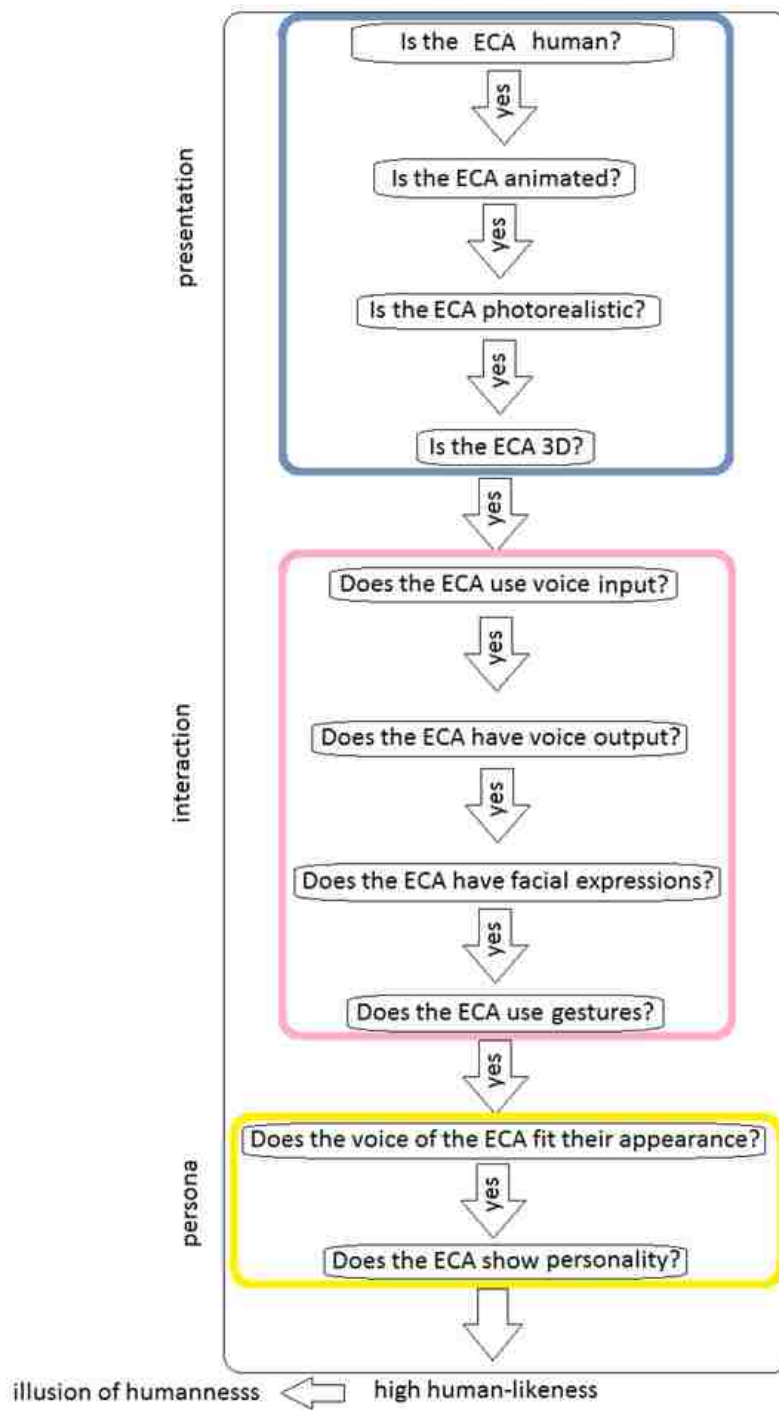 Is the ECA human?
yes
Is the ECA animated?
yes
presentation
Is the ECA photorealistic?
yes
Is the ECA 3D?
yes
Does the ECA use voice input?
yes
Does the ECA have voice output?
interaction
yes
Does the ECA have facial expressions?
yes
Does the ECA use gestures?
yes
Does the voice of the ECA fit their appearance?
persona
yes
Does the ECA show personality?
illusion of humannesss
high human-likeness